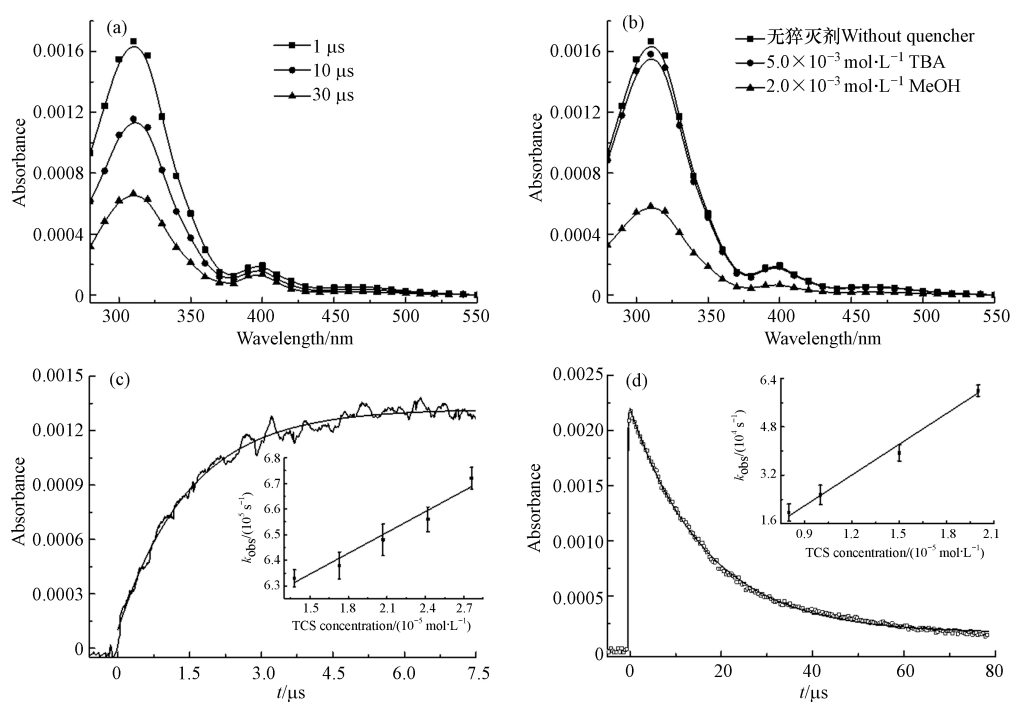 (a)
1 μs
10 μs
30 μs
0.0016
0.0012
0.0008
0.0004
0
Absorbance
300 350 400 450 500 550
Wavelength/nm
(b)
无猝灭剂Without quencher
5.0×10⁻³ mol·L⁻¹ TBA
2.0×10⁻³ mol·L⁻¹ MeOH
0.0016
0.0012
0.0008
0.0004
0
Absorbance
300 350 400 450 500 550
Wavelength/nm
(c)
0.0015
0.0012
0.0009
0.0006
0.0003
0
Absorbance
0 1.5 3.0 4.5 6.0 7.5
t/μs
6.8
6.7
6.6
6.5
6.4
6.3
kobs/(10⁵ s⁻¹)
1.5 1.8 2.1 2.4 2.7
TCS concentration/(10⁻⁵ mol·L⁻¹)
(d)
0.0025
0.0020
0.0015
0.0010
0.0005
0
Absorbance
0 20 40 60 80
t/μs
6.4
4.8
3.2
1.6
kobs/(10⁴ s⁻¹)
0.9 1.2 1.5 1.8 2.1
TCS concentration/(10⁻⁵ mol·L⁻¹)